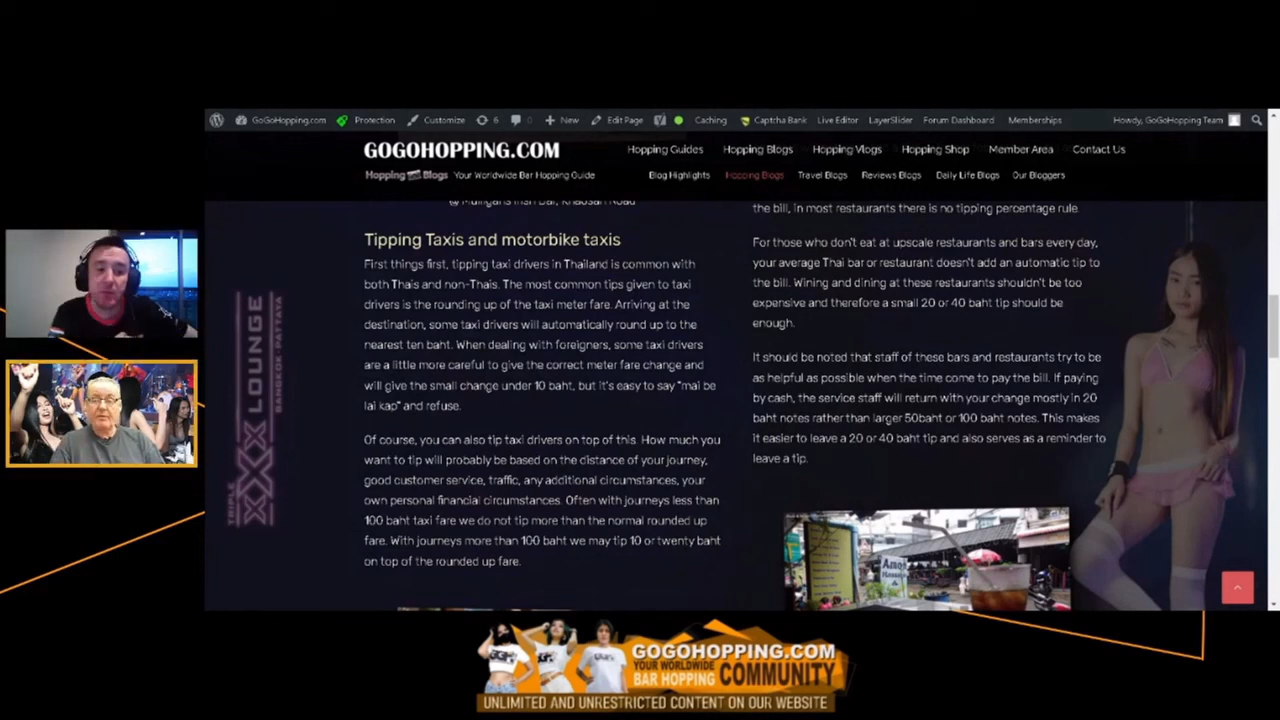 GoGoHopping.com Protection Customize 6 0 New Edit Page Caching Captcha Bank Live Editor LayerSlider Forum Dashboard Memberships Howdy, GoGoHopping Team
GOGOHOPPING.COM
Hopping Guides Hopping Blogs Hopping Vlogs Hopping Shop Member Area Contact Us
Hopping Blogs Your Worldwide Bar Hopping Guide
Blog Highlights Hopping Blogs Travel Blogs Reviews Blogs Daily Life Blogs Our Bloggers
@ Mulligans Irish Bar, Khaosan Road
Tipping Taxis and motorbike taxis
First things first, tipping taxi drivers in Thailand is common with
both Thais and non-Thais. The most common tips given to taxi
drivers is the rounding up of the taxi meter fare. Arriving at the
destination, some taxi drivers will automatically round up to the
nearest ten baht. When dealing with foreigners, some taxi drivers
are a little more careful to give the correct meter fare change and
will give the small change under 10 baht, but it's easy to say "mai be
lai kap" and refuse.
Of course, you can also tip taxi drivers on top of this. How much you
want to tip will probably be based on the distance of your journey,
good customer service, traffic, any additional circumstances, your
own personal financial circumstances. Often with journeys less than
100 baht taxi fare we do not tip more than the normal rounded up
fare. With journeys more than 100 baht we may tip 10 or twenty baht
on top of the rounded up fare.
the bill, in most restaurants there is no tipping percentage rule.
For those who don't eat at upscale restaurants and bars every day,
your average Thai bar or restaurant doesn't add an automatic tip to
the bill. Wining and dining at these restaurants shouldn't be too
expensive and therefore a small 20 or 40 baht tip should be
enough.
It should be noted that staff of these bars and restaurants try to be
as helpful as possible when the time come to pay the bill. If paying
by cash, the service staff will return with your change mostly in 20
baht notes rather than larger 50baht or 100 baht notes. This makes
it easier to leave a 20 or 40 baht tip and also serves as a reminder to
leave a tip.
TRIPLE XXX LOUNGE
BANGKOK PATTAYA
GOGOHOPPING.COM
YOUR WORLDWIDE
BAR HOPPING COMMUNITY
UNLIMITED AND UNRESTRICTED CONTENT ON OUR WEBSITE